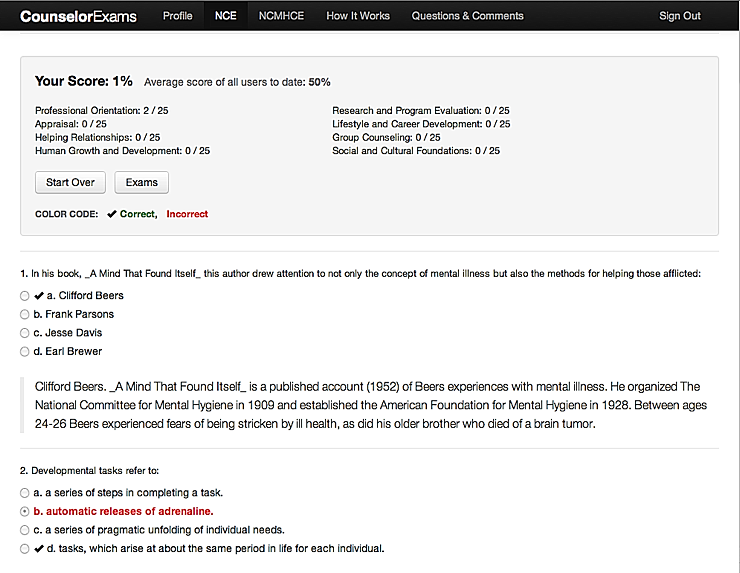 CounselorExams Profile NCE NCMHCE How It Works Questions & Comments Sign Out
Your Score: 1% Average score of all users to date: 50%
Professional Orientation: 2 / 25
Appraisal: 0 / 25
Helping Relationships: 0 / 25
Human Growth and Development: 0 / 25
Research and Program Evaluation: 0 / 25
Lifestyle and Career Development: 0 / 25
Group Counseling: 0 / 25
Social and Cultural Foundations: 0 / 25
Start Over Exams
COLOR CODE: ✔ Correct, Incorrect
1. In his book, _A Mind That Found Itself_ this author drew attention to not only the concept of mental illness but also the methods for helping those afflicted:
✔ a. Clifford Beers
b. Frank Parsons
c. Jesse Davis
d. Earl Brewer
Clifford Beers. _A Mind That Found Itself_ is a published account (1952) of Beers experiences with mental illness. He organized The
National Committee for Mental Hygiene in 1909 and established the American Foundation for Mental Hygiene in 1928. Between ages
24-26 Beers experienced fears of being stricken by ill health, as did his older brother who died of a brain tumor.
2. Developmental tasks refer to:
a. a series of steps in completing a task.
b. automatic releases of adrenaline.
c. a series of pragmatic unfolding of individual needs.
✔ d. tasks, which arise at about the same period in life for each individual.